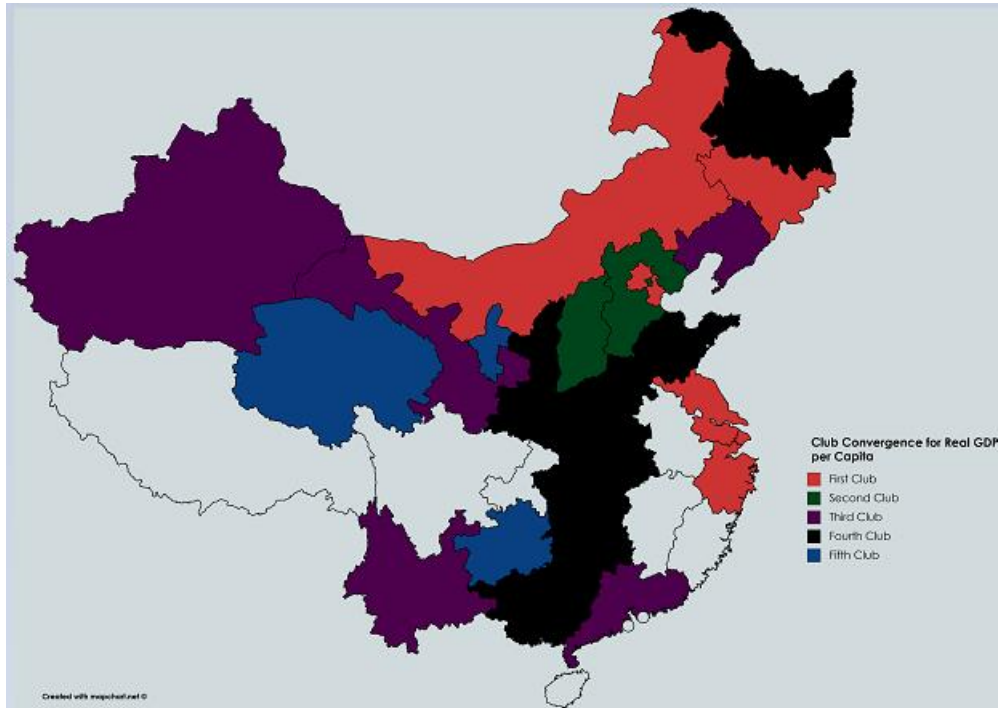 Club Convergence for Real GDP
per Capita
First Club
Second Club
Third Club
Fourth Club
Fifth Club
Created with mapchart.net ©